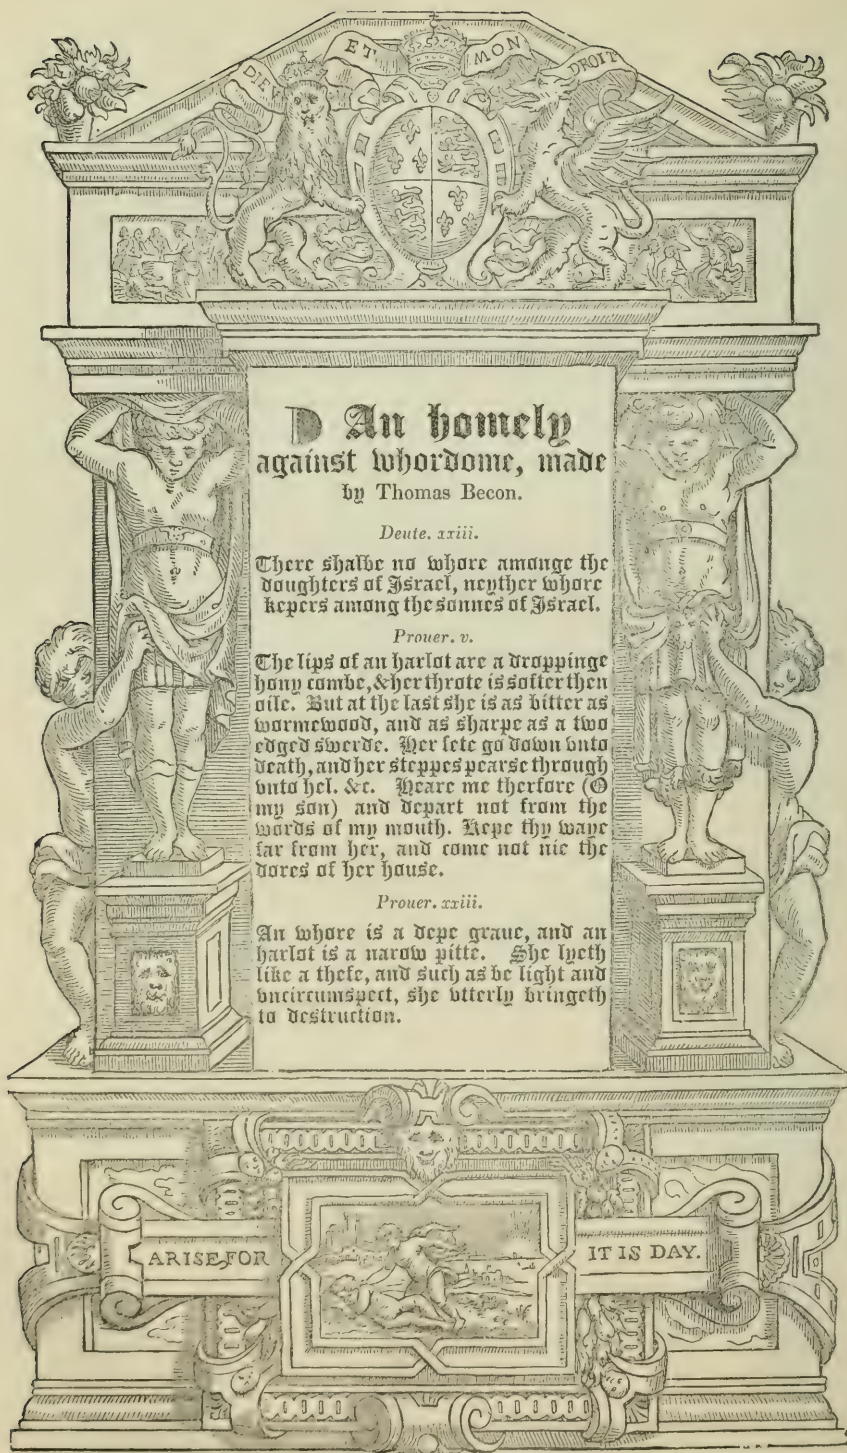 DIEV ET MON DROIT
An homely
against whordome, made
by Thomas Becon.
Deute. xxiii.
There shalbe no whore amonge the
doughters of Israel, neyther whore
kepers among the sonnes of Israel.
Prouer. v.
The lips of an harlot are a droppinge
hony combe, & her throte is softer then
oile. But at the last she is as bitter as
wormewood, and as sharpe as a two
edged swerde. Her fete go down vnto
death, and her steppes pearse through
vnto hel. &c. Heare me therfore (O
my son) and depart not from the
words of my mouth. Kepe thy waye
far from her, and come not nie the
dores of her house.
Prouer. xxiii.
An whore is a depe graue, and an
harlot is a narow pitte. She lyeth
like a thefe, and such as be light and
vncircumspect, she vtterly bringeth
to destruction.
ARISE, FOR IT IS DAY.